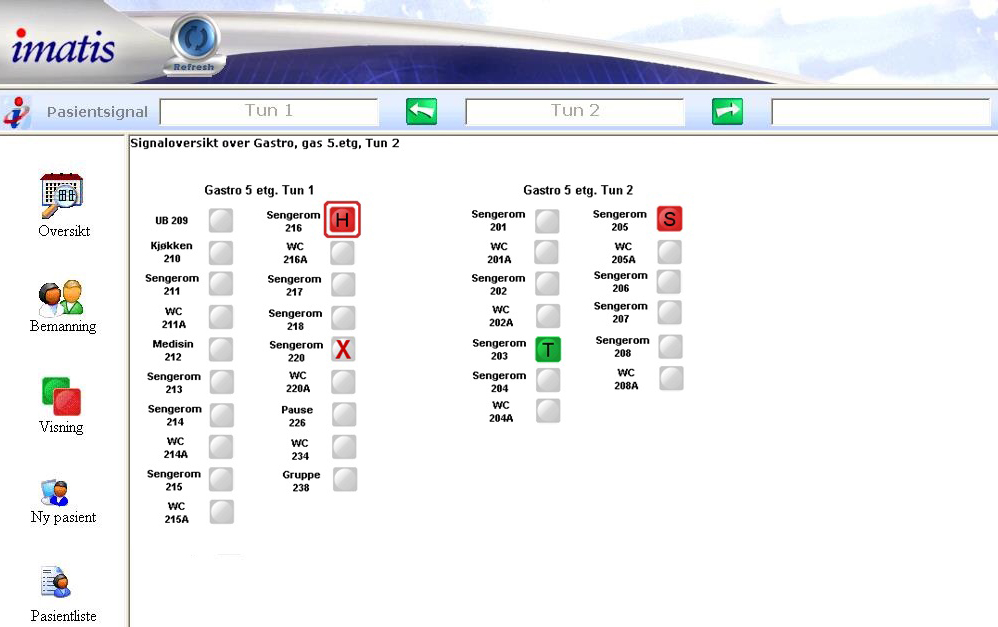 imatis
Refresh
Pasientsignal
Tun 1
Tun 2
Signaloversikt over Gastro, gas 5.etg, Tun 2
Oversikt
Bemanning
Visning
Ny pasient
Pasientliste
Gastro 5 etg. Tun 1
UB 209
Kjøkken
210
Sengerom
211
WC
211A
Medisin
212
Sengerom
213
Sengerom
214
WC
214A
Sengerom
215
WC
215A
Sengerom
216
H
WC
216A
Sengerom
217
Sengerom
218
Sengerom
220
X
WC
220A
Pause
226
WC
234
Gruppe
238
Gastro 5 etg. Tun 2
Sengerom
201
WC
201A
Sengerom
202
WC
202A
Sengerom
203
T
Sengerom
204
WC
204A
Sengerom
205
S
WC
205A
Sengerom
206
Sengerom
207
Sengerom
208
WC
208A